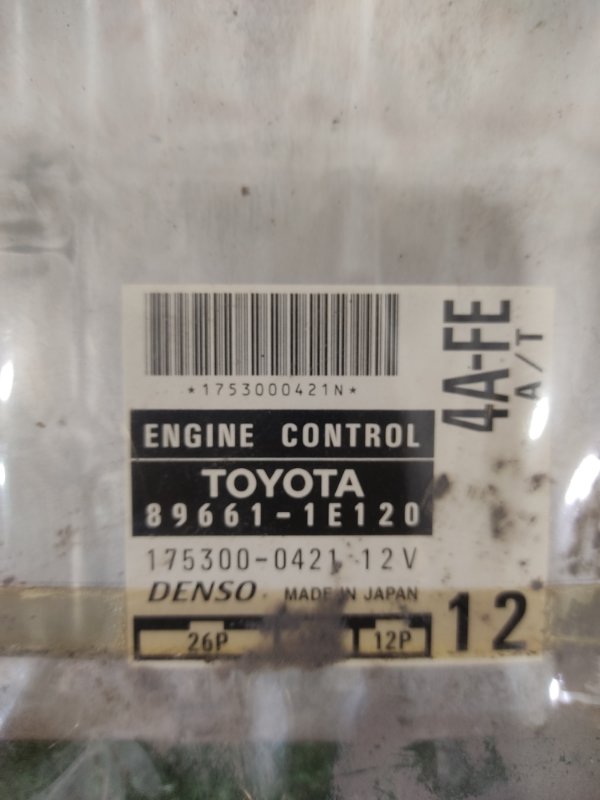 *1753000421N*
4A-FE
A/T
ENGINE CONTROL
TOYOTA
89661-1E120
175300-0421 12V
DENSO MADE IN JAPAN
26P
12P
12